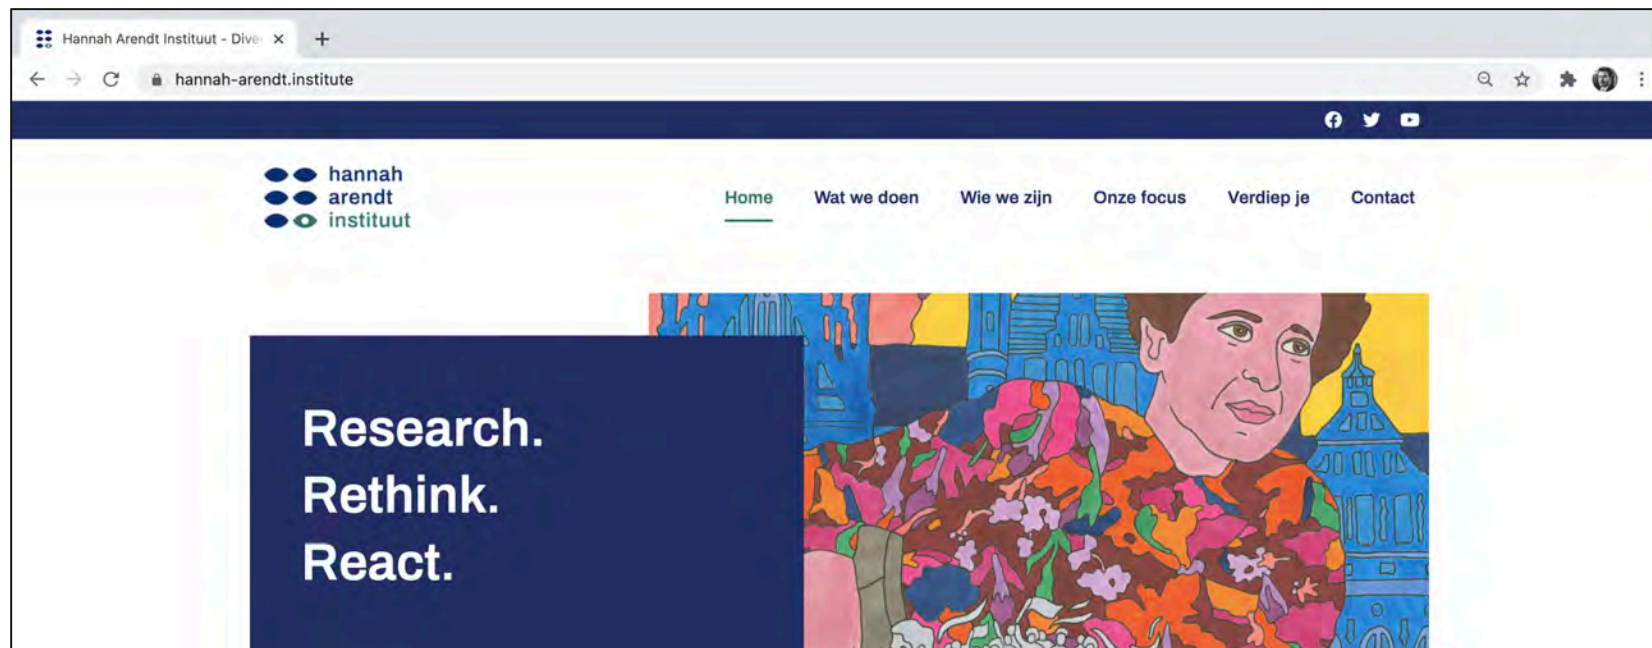 Hannah Arendt Instituut - Dive
hannah-arendt.institute
hannah
arendt
instituut
Home Wat we doen Wie we zijn Onze focus Verdiep je Contact
Research.
Rethink.
React.